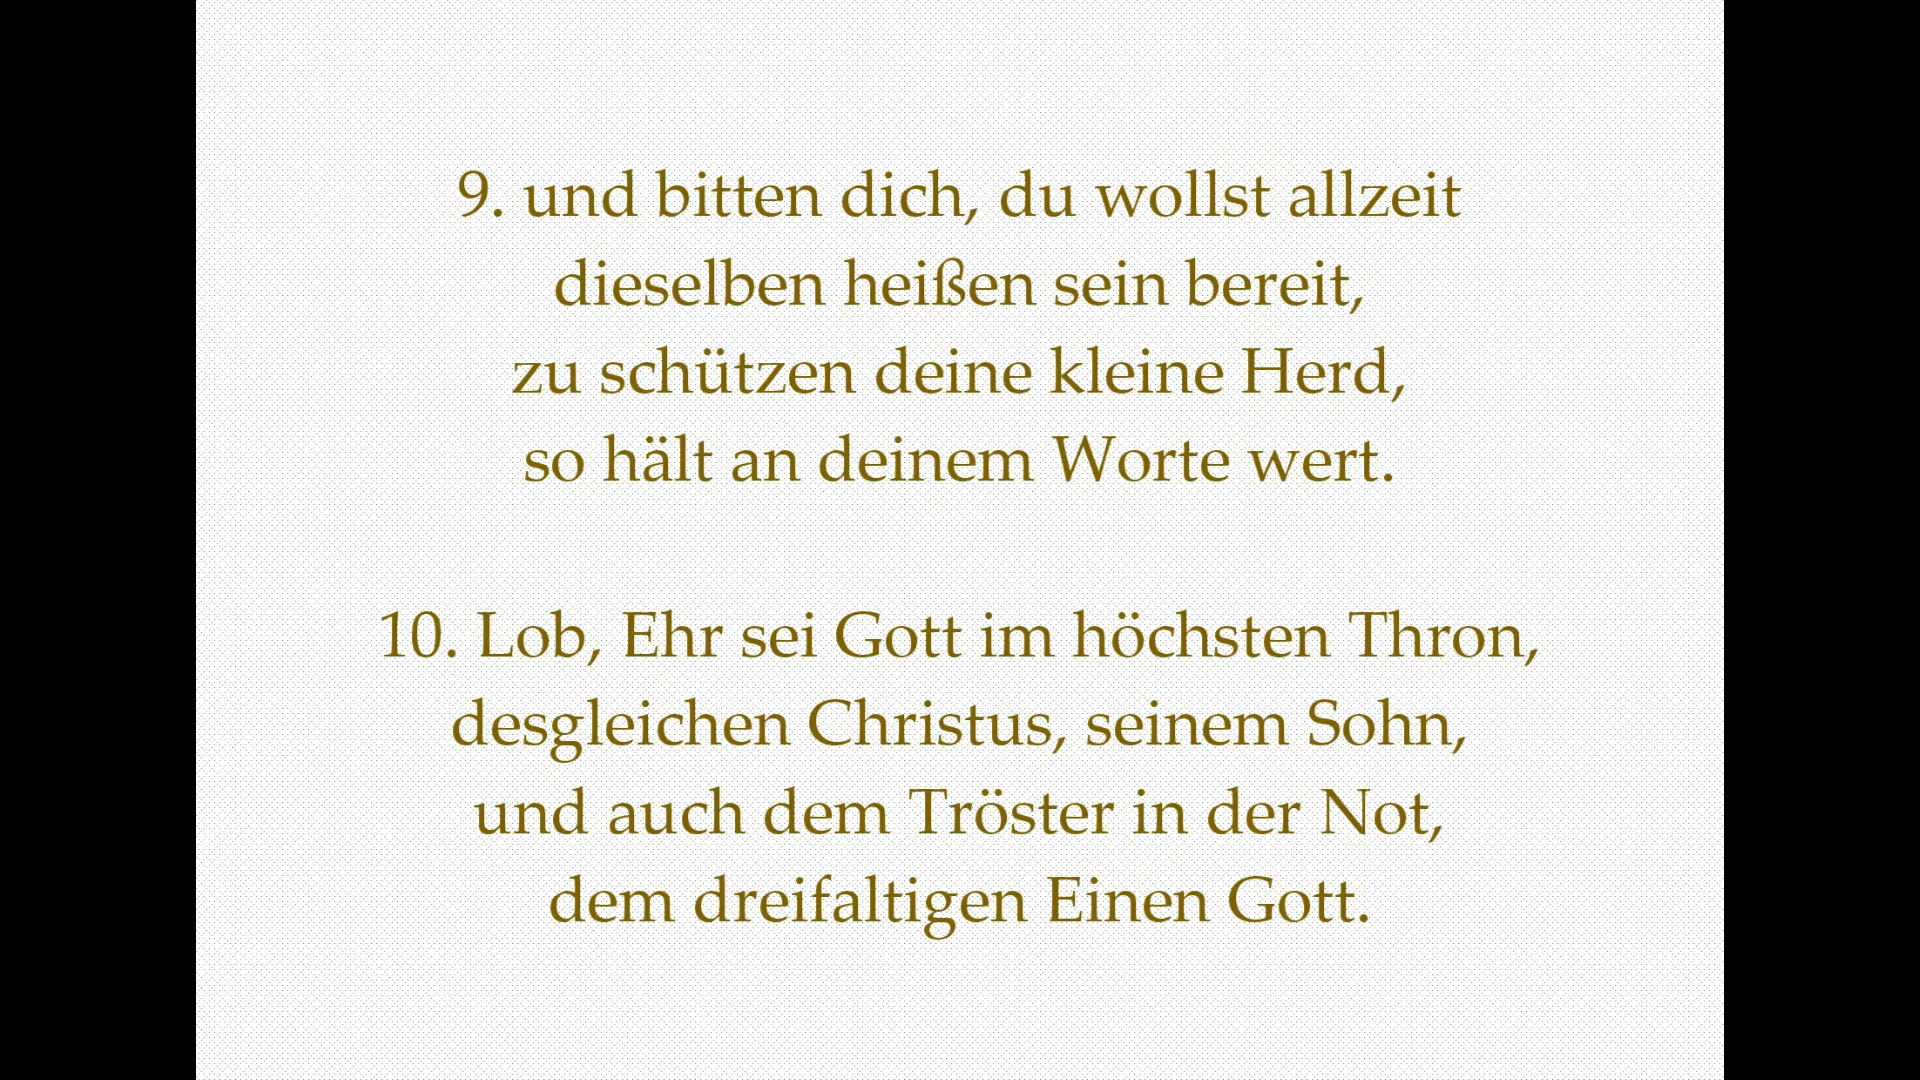 9. und bitten dich, du wollst allzeit
dieselben heißen sein bereit,
zu schützen deine kleine Herd,
so hält an deinem Worte wert.
10. Lob, Ehr sei Gott im höchsten Thron,
desgleichen Christus, seinem Sohn,
und auch dem Tröster in der Not,
dem dreifaltigen Einen Gott.